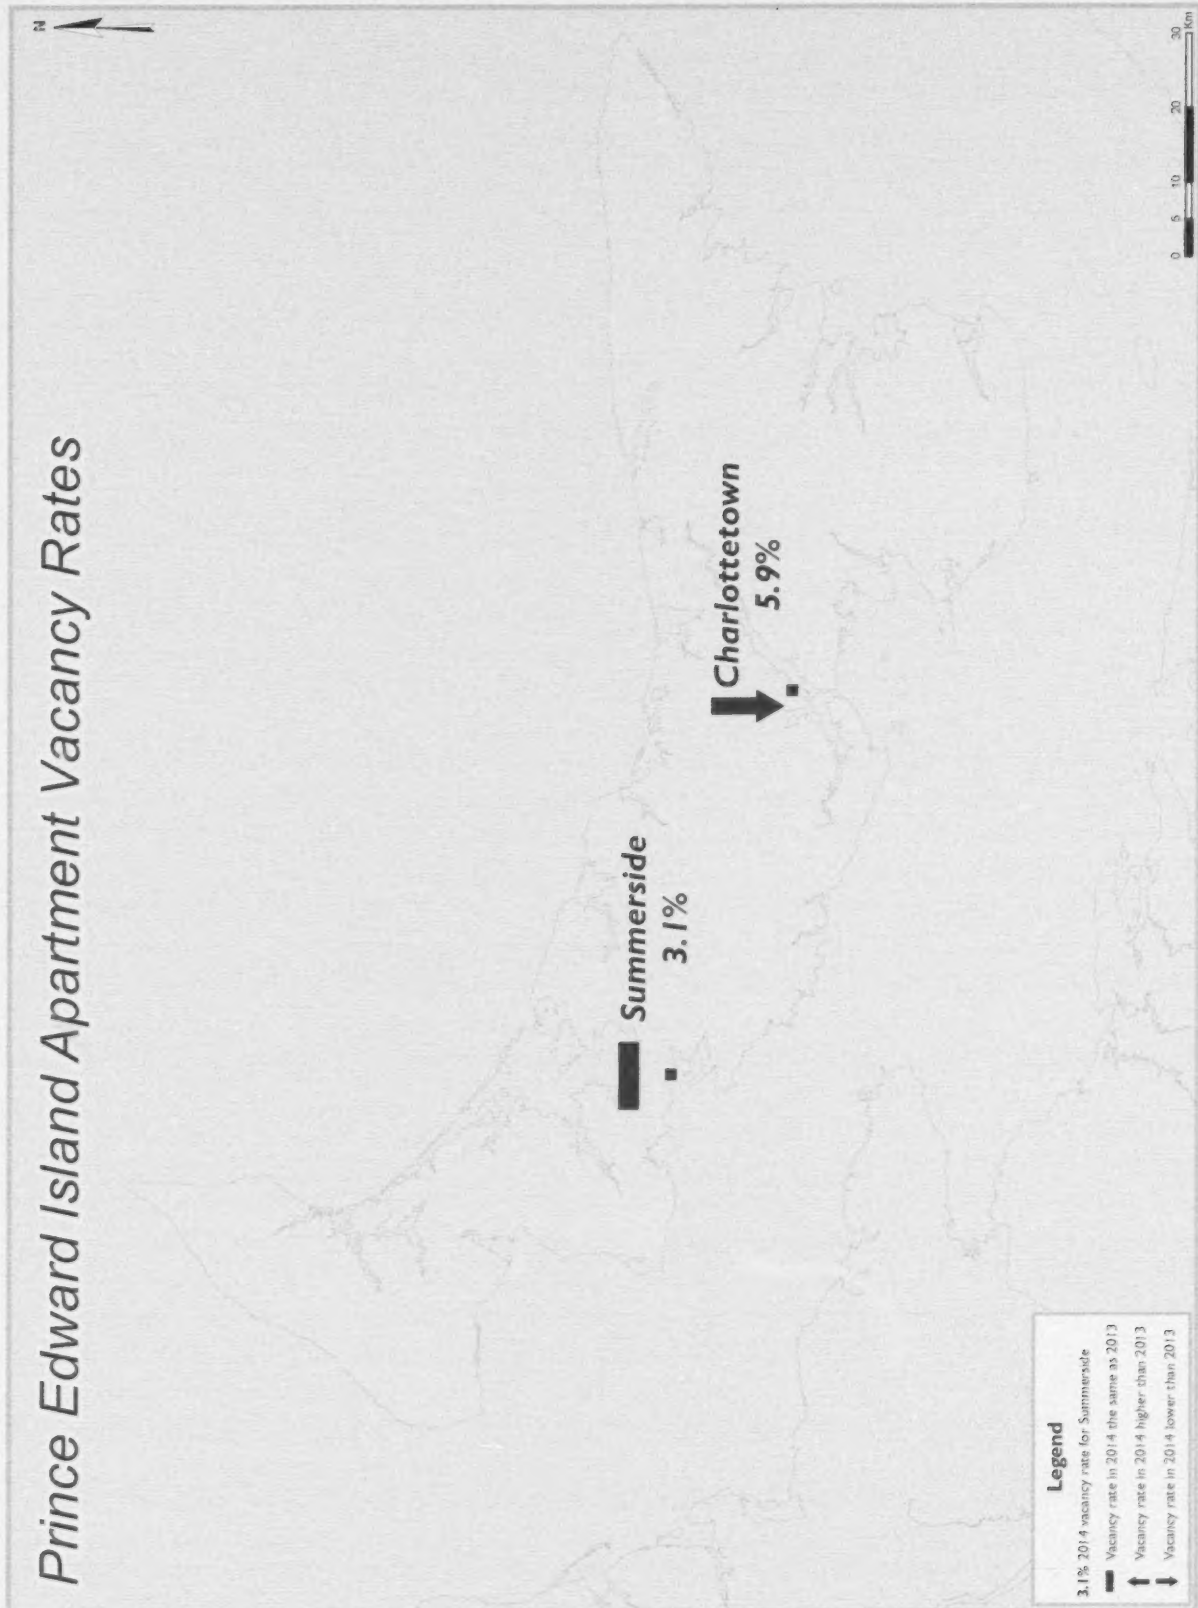 Prince Edward Island Apartment Vacancy Rates
N
Summerside
3.1%
Charlottetown
5.9%
Legend
3.1% 2014 vacancy rate for Summerside
Vacancy rate in 2014 the same as 2013
Vacancy rate in 2014 higher than 2013
Vacancy rate in 2014 lower than 2013
0 5 10 20 30
Km